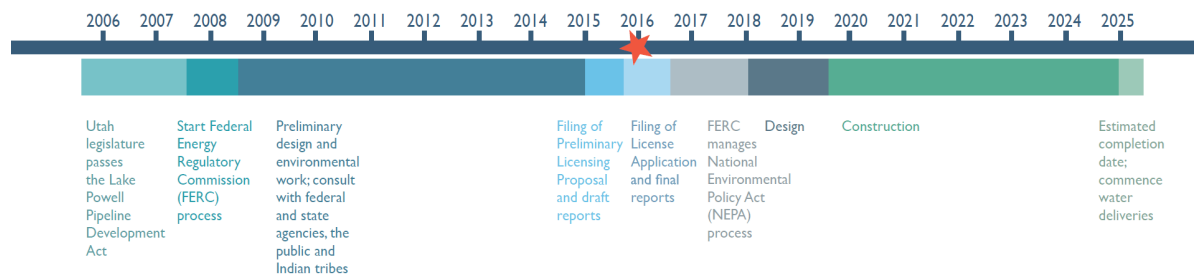 2006 2007 2008 2009 2010 2011 2012 2013 2014 2015 2016 2017 2018 2019 2020 2021 2022 2023 2024 2025
Utah
legislature
passes
the Lake
Powell
Pipeline
Development
Act
Start Federal
Energy
Regulatory
Commission
(FERC)
process
Preliminary
design and
environmental
work; consult
with federal
and state
agencies, the
public and
Indian tribes
Filing of
Preliminary
Licensing
Proposal
and draft
reports
Filing of
License
Application
and final
reports
FERC
manages
National
Environmental
Policy Act
(NEPA)
process
Design
Construction
Estimated
completion
date;
commence
water
deliveries